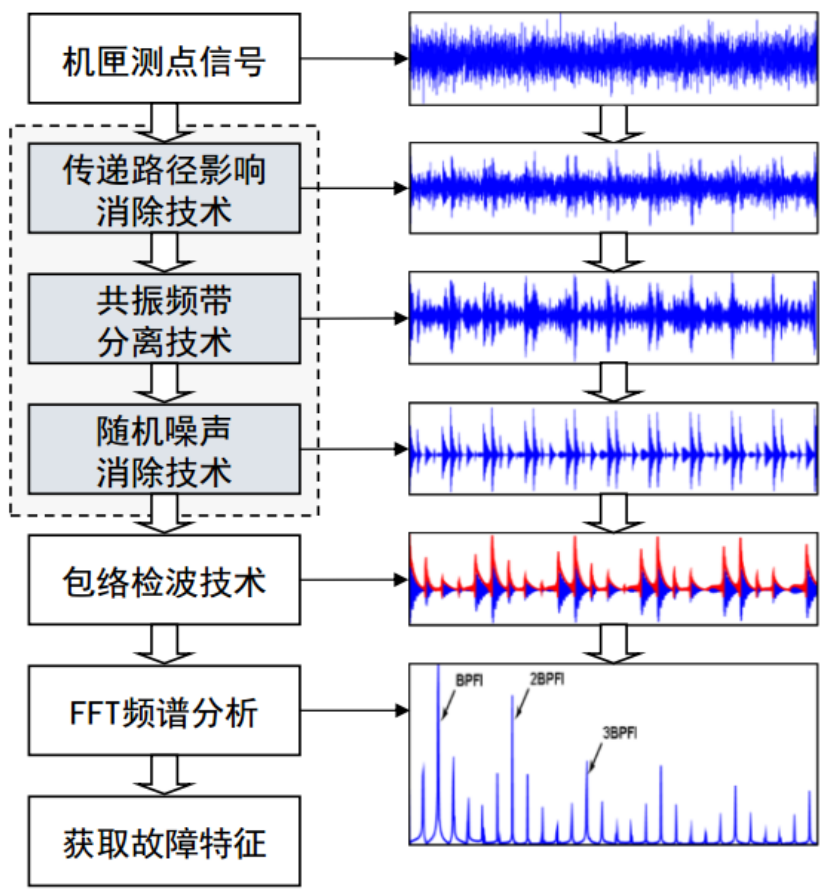 机匣测点信号
传递路径影响
消除技术
共振频带
分离技术
随机噪声
消除技术
包络检波技术
FFT频谱分析
BPFI
2BPFI
3BPFI
获取故障特征